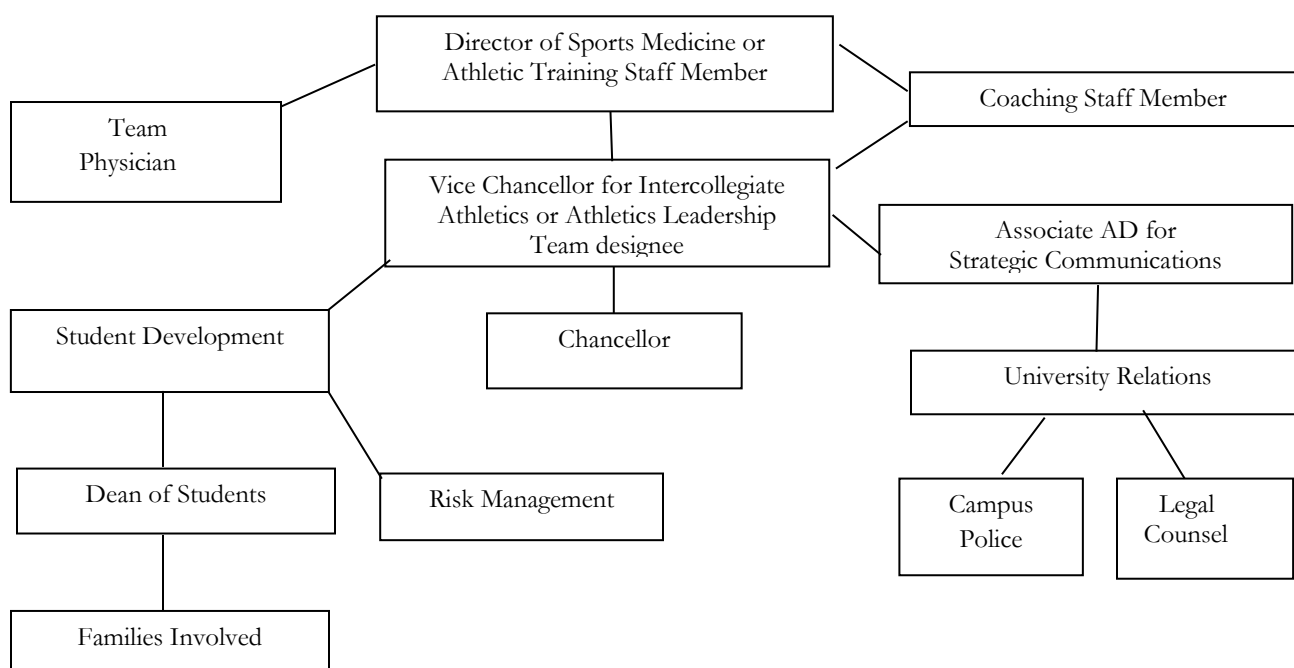 Director of Sports Medicine or
Athletic Training Staff Member
Coaching Staff Member
Team
Physician
Vice Chancellor for Intercollegiate
Athletics or Athletics Leadership
Team designee
Associate AD for
Strategic Communications
Student Development
Chancellor
University Relations
Dean of Students
Risk Management
Campus
Police
Legal
Counsel
Families Involved